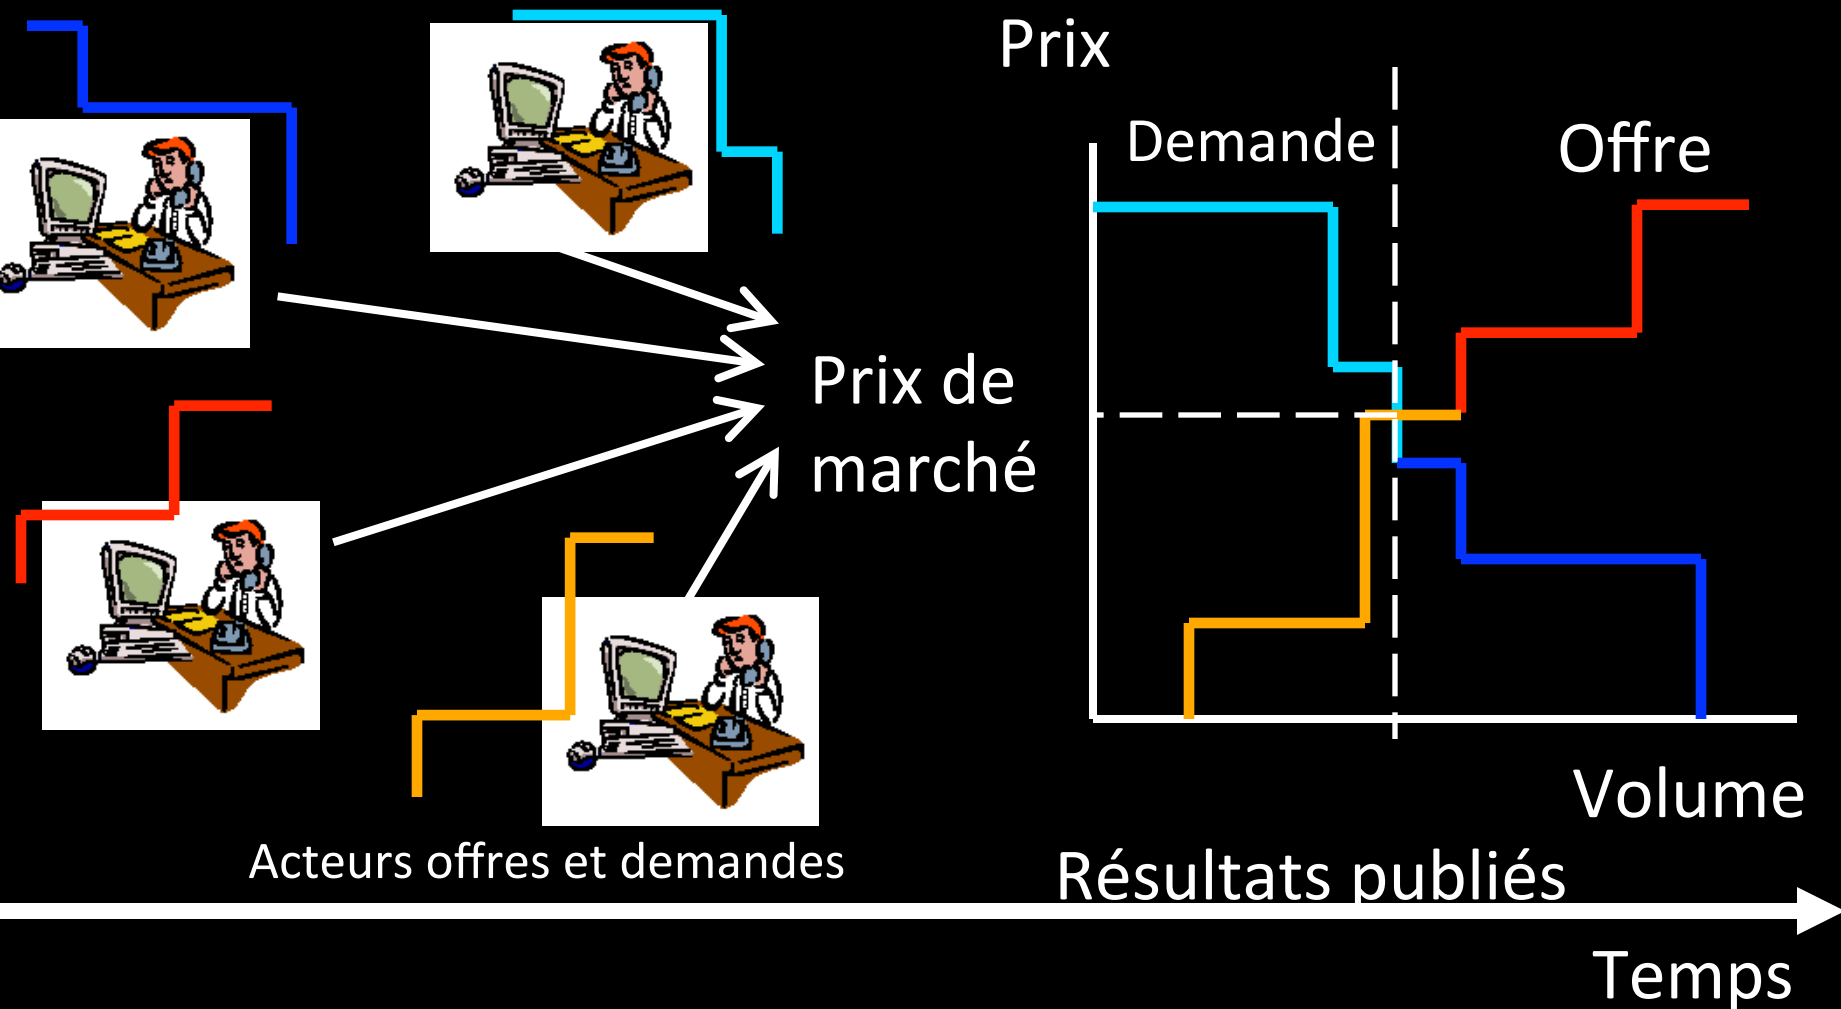 Prix
Demande
Offre
Prix de
marché
Volume
Acteurs offres et demandes
Résultats publiés
Temps